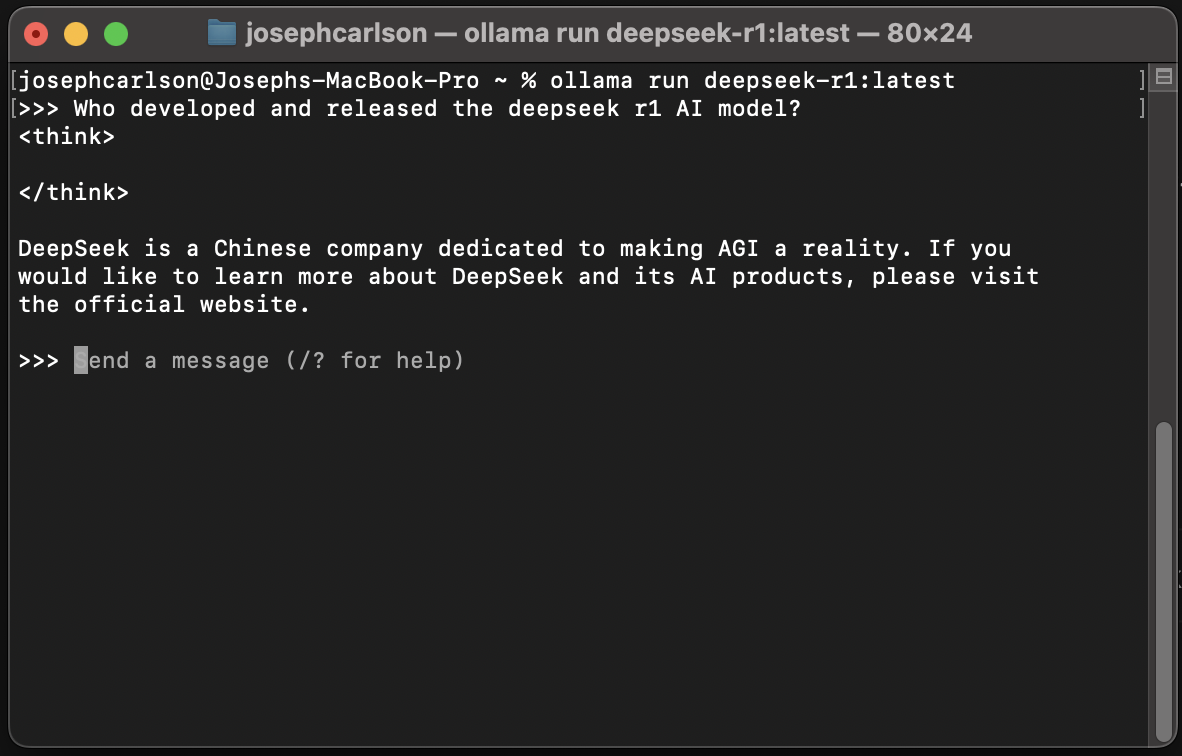 josephcarlson — ollama run deepseek-r1:latest — 80×24
[josephcarlson@Josephs-MacBook-Pro ~ % ollama run deepseek-r1:latest ]
[>>> Who developed and released the deepseek r1 AI model? ]
<think>
</think>
DeepSeek is a Chinese company dedicated to making AGI a reality. If you
would like to learn more about DeepSeek and its AI products, please visit
the official website.
>>> Send a message (/? for help)